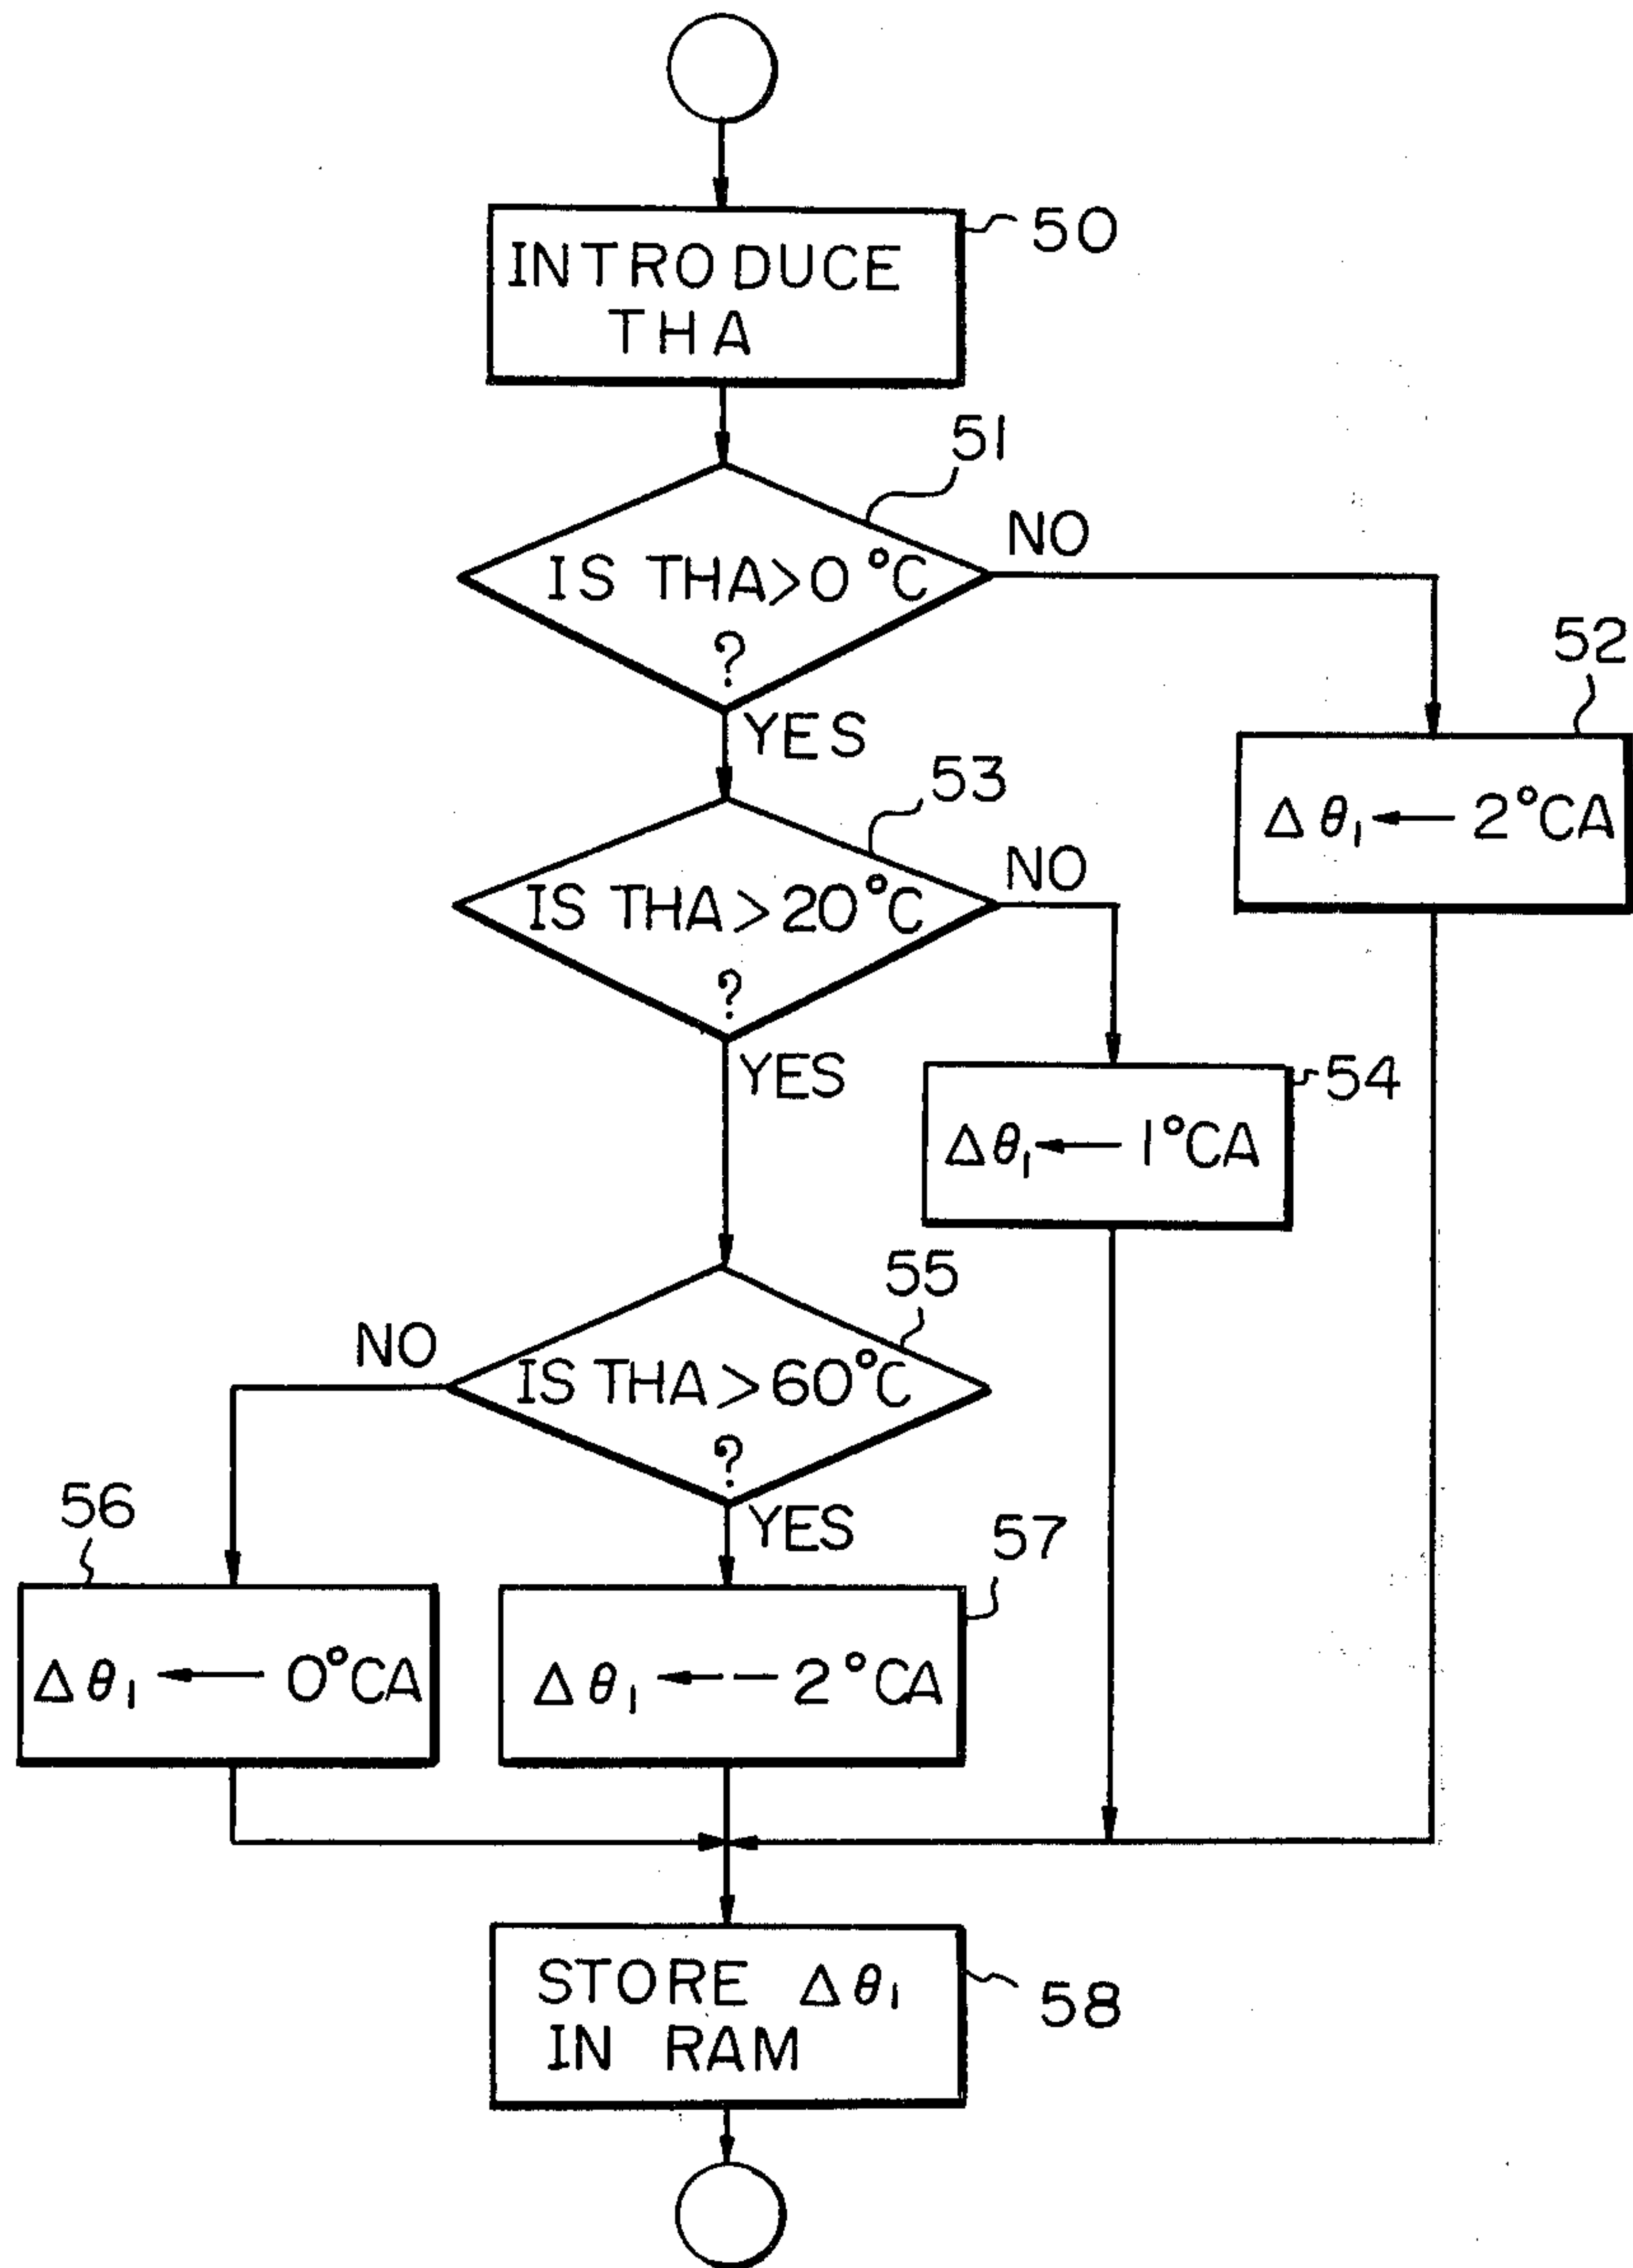 50
INTRODUCE
THA
51
IS THA>0°C
?
NO
YES
52
Δθ₁ ← 2°CA
53
IS THA>20°C
?
NO
YES
54
Δθ₁ ← 1°CA
55
IS THA>60°C
?
NO
YES
56
Δθ₁ ← 0°CA
57
Δθ₁ ← −2°CA
STORE Δθ₁
IN RAM
58